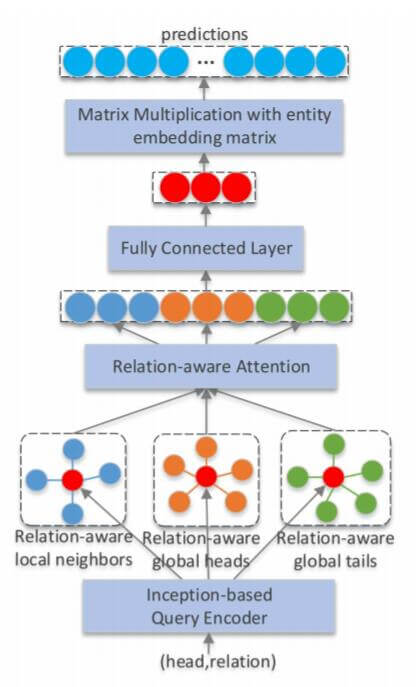 predictions
...
Matrix Multiplication with entity
embedding matrix
Fully Connected Layer
Relation-aware Attention
Relation-aware
local neighbors
Relation-aware
global heads
Relation-aware
global tails
Inception-based
Query Encoder
(head,relation)